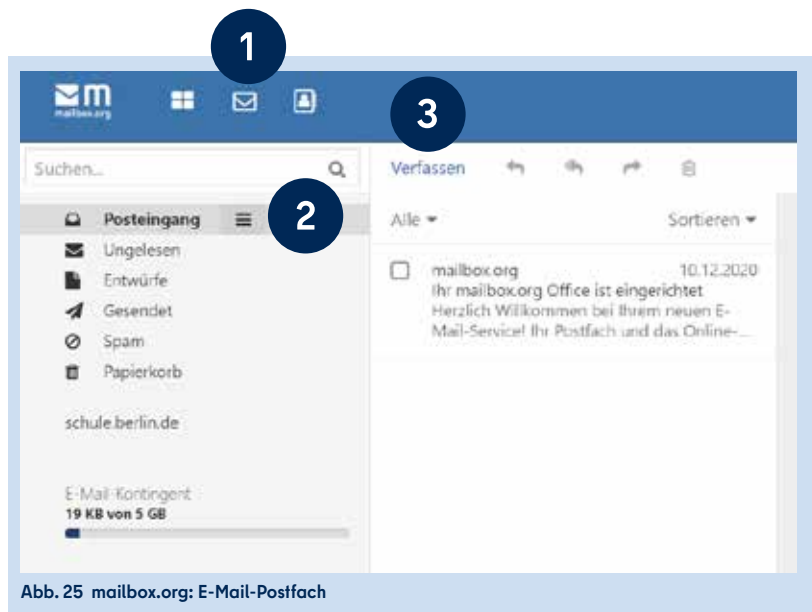 1
mailbox.org
3
Suchen...
Verfassen
2
Posteingang
Alle
Sortieren
Ungelesen
Entwürfe
Gesendet
Spam
Papierkorb
mailbox.org 10.12.2020
Ihr mailbox.org Office ist eingerichtet
Herzlich Willkommen bei Ihrem neuen E-
Mail-Service! Ihr Postfach und das Online-...
schule.berlin.de
E-Mail-Kontingent
19 KB von 5 GB
Abb. 25 mailbox.org: E-Mail-Postfach